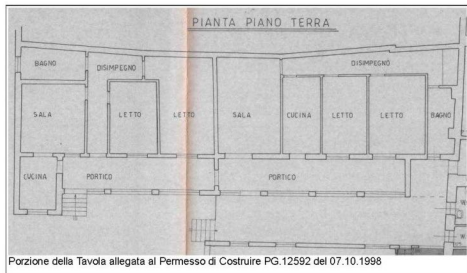 PIANTA PIANO TERRA
BAGNO
DISIMPEGNO
DISIMPEGNO
SALA
LETTO
LETTO
SALA
CUCINA
LETTO
LETTO
BAGNO
CUCINA
PORTICO
PORTICO
W
W
Porzione della Tavola allegata al Permesso di Costruire PG.12592 del 07.10.1998